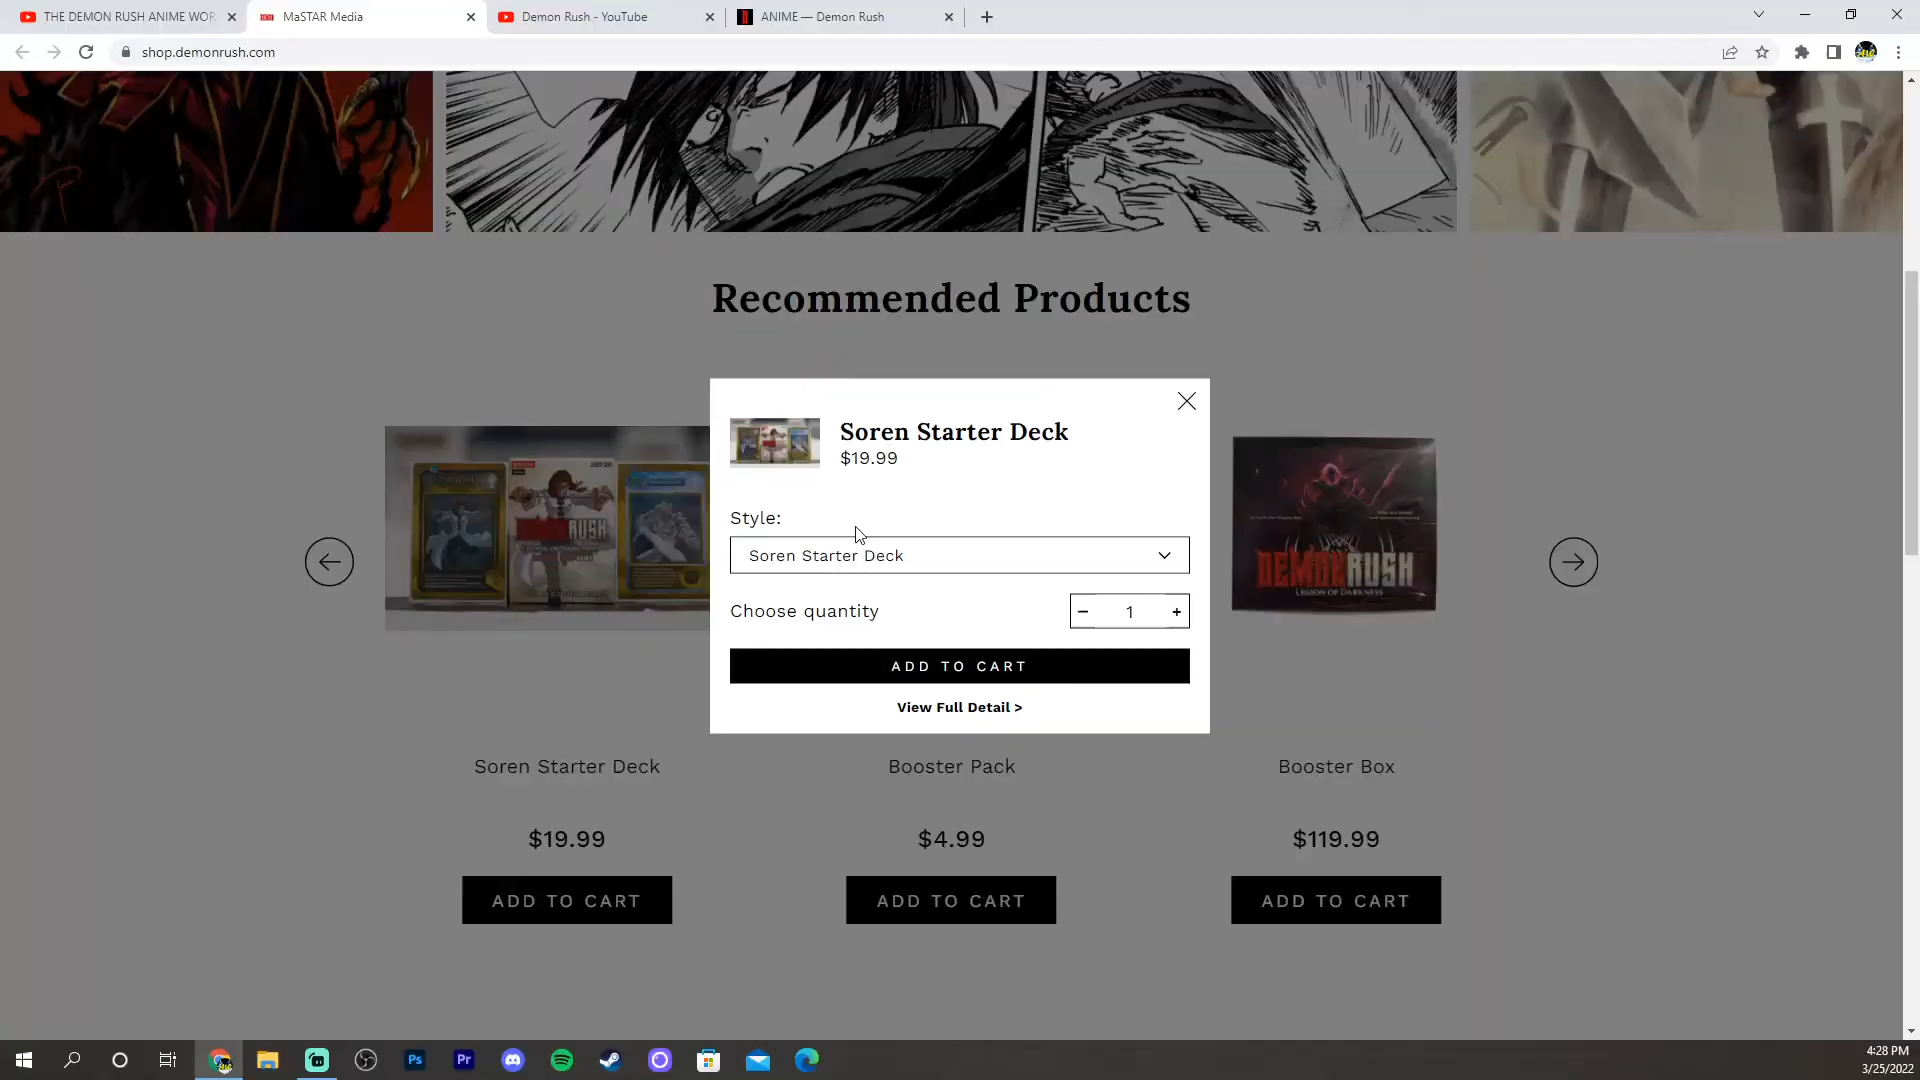 THE DEMON RUSH ANIME WOR
MaSTAR Media
Demon Rush - YouTube
ANIME — Demon Rush
shop.demonrush.com
Recommended Products
Soren Starter Deck
$19.99
Style:
Soren Starter Deck
Choose quantity
− 1 +
ADD TO CART
View Full Detail >
RUSH
DEMON RUSH
LEGION OF DARKNESS
Soren Starter Deck
Booster Pack
Booster Box
$19.99
$4.99
$119.99
ADD TO CART
ADD TO CART
ADD TO CART
Ps
Pr
4:28 PM
3/25/2022